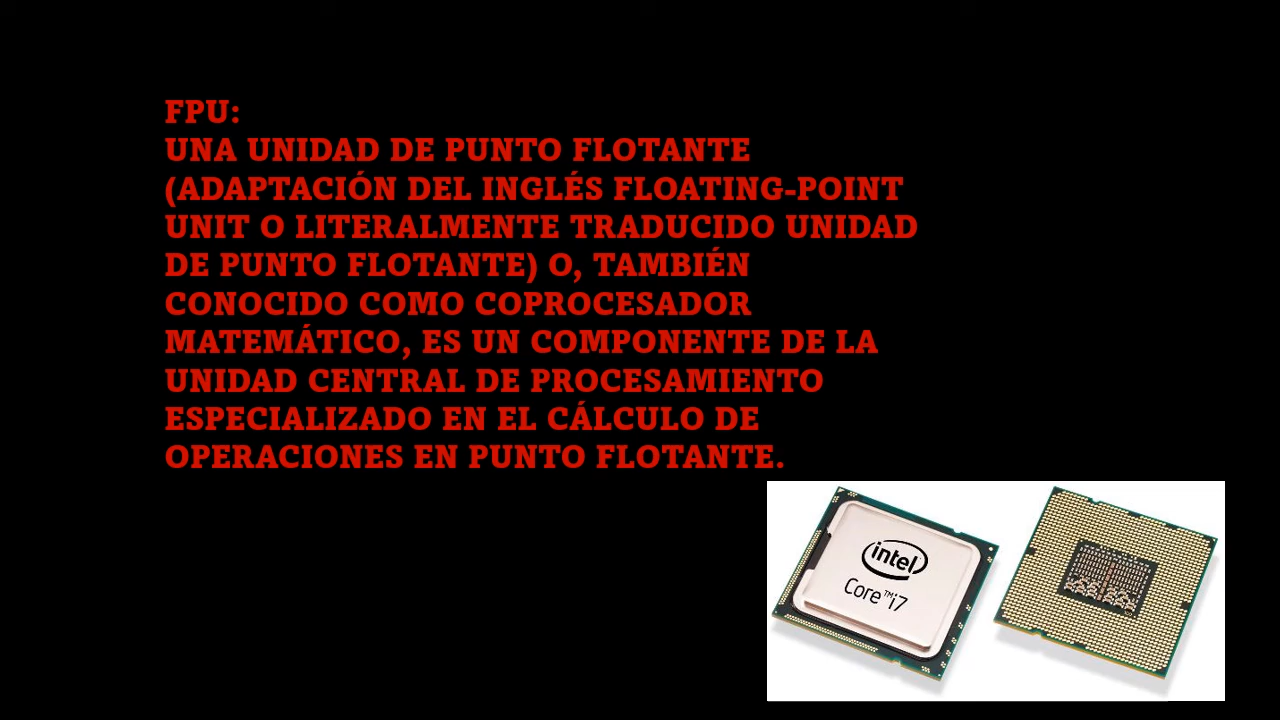 FPU:
UNA UNIDAD DE PUNTO FLOTANTE
(ADAPTACIÓN DEL INGLÉS FLOATING-POINT
UNIT O LITERALMENTE TRADUCIDO UNIDAD
DE PUNTO FLOTANTE) O, TAMBIÉN
CONOCIDO COMO COPROCESADOR
MATEMÁTICO, ES UN COMPONENTE DE LA
UNIDAD CENTRAL DE PROCESAMIENTO
ESPECIALIZADO EN EL CÁLCULO DE
OPERACIONES EN PUNTO FLOTANTE.
intel
Core™i7